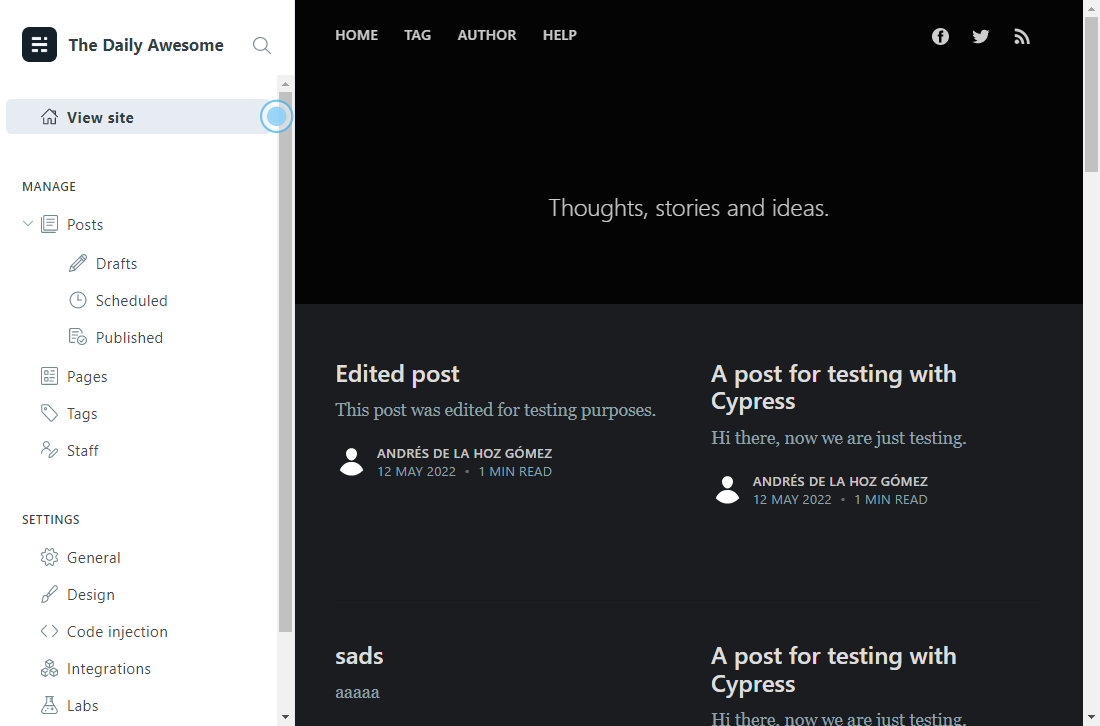 The Daily Awesome
View site
MANAGE
Posts
Drafts
Scheduled
Published
Pages
Tags
Staff
SETTINGS
General
Design
Code injection
Integrations
Labs
HOME TAG AUTHOR HELP
Thoughts, stories and ideas.
Edited post
This post was edited for testing purposes.
ANDRÉS DE LA HOZ GÓMEZ
12 MAY 2022 • 1 MIN READ
A post for testing with
Cypress
Hi there, now we are just testing.
ANDRÉS DE LA HOZ GÓMEZ
12 MAY 2022 • 1 MIN READ
sads
aaaaa
A post for testing with
Cypress
Hi there, now we are just testing.